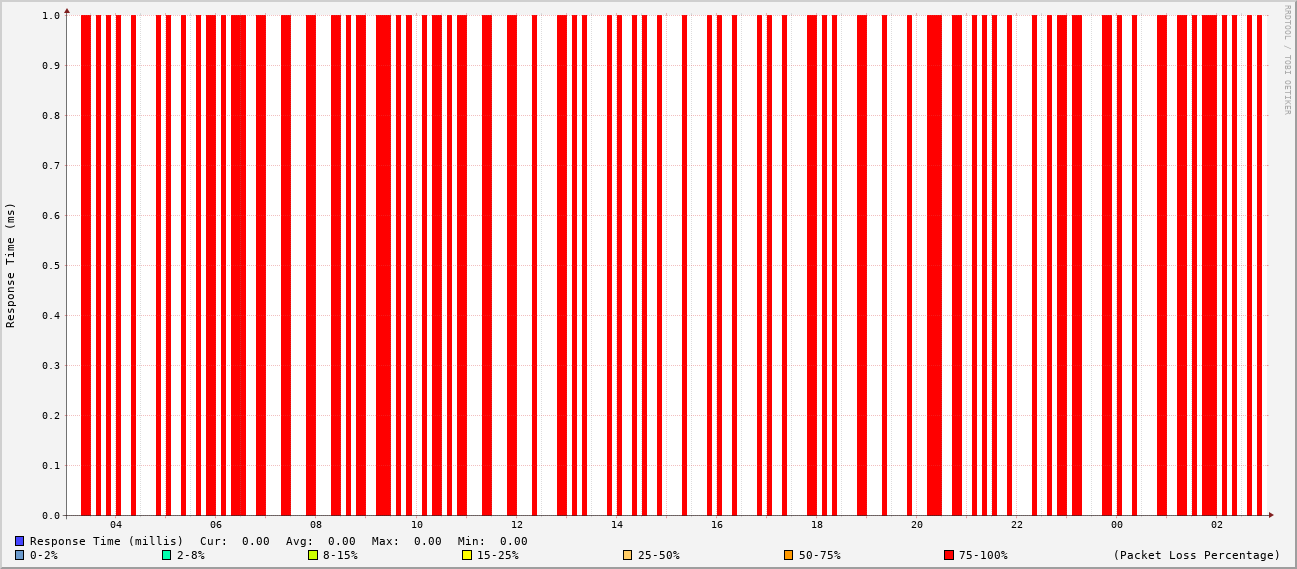 RRDTOOL / TOBI OETIKER
Response Time (ms)
1.0
0.9
0.8
0.7
0.6
0.5
0.4
0.3
0.2
0.1
0.0
04 06 08 10 12 14 16 18 20 22 00 02
Response Time (millis) Cur: 0.00 Avg: 0.00 Max: 0.00 Min: 0.00
0-2% 2-8% 8-15% 15-25% 25-50% 50-75% 75-100% (Packet Loss Percentage)